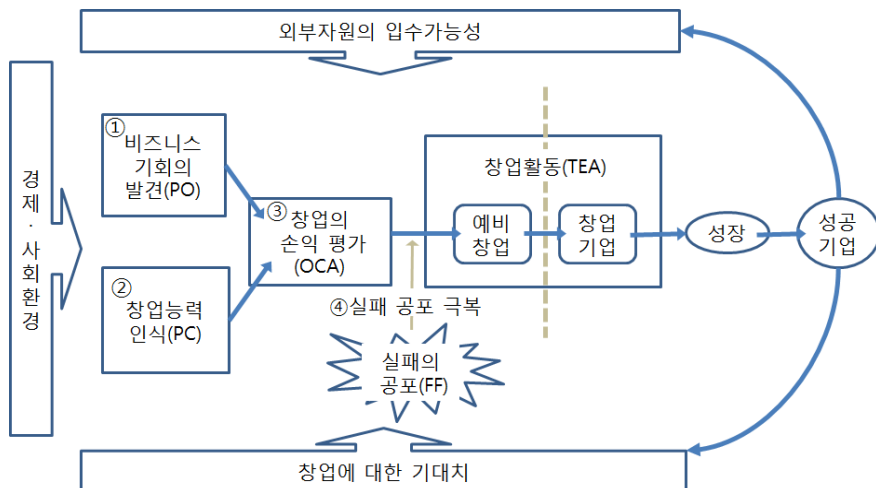 외부자원의 입수가능성
경제·사회환경
①
비즈니스
기회의
발견(PO)
②
창업능력
인식(PC)
③
창업의
손익 평가
(OCA)
④실패 공포 극복
실패의
공포(FF)
창업활동(TEA)
예비
창업
창업
기업
성장
성공
기업
창업에 대한 기대치